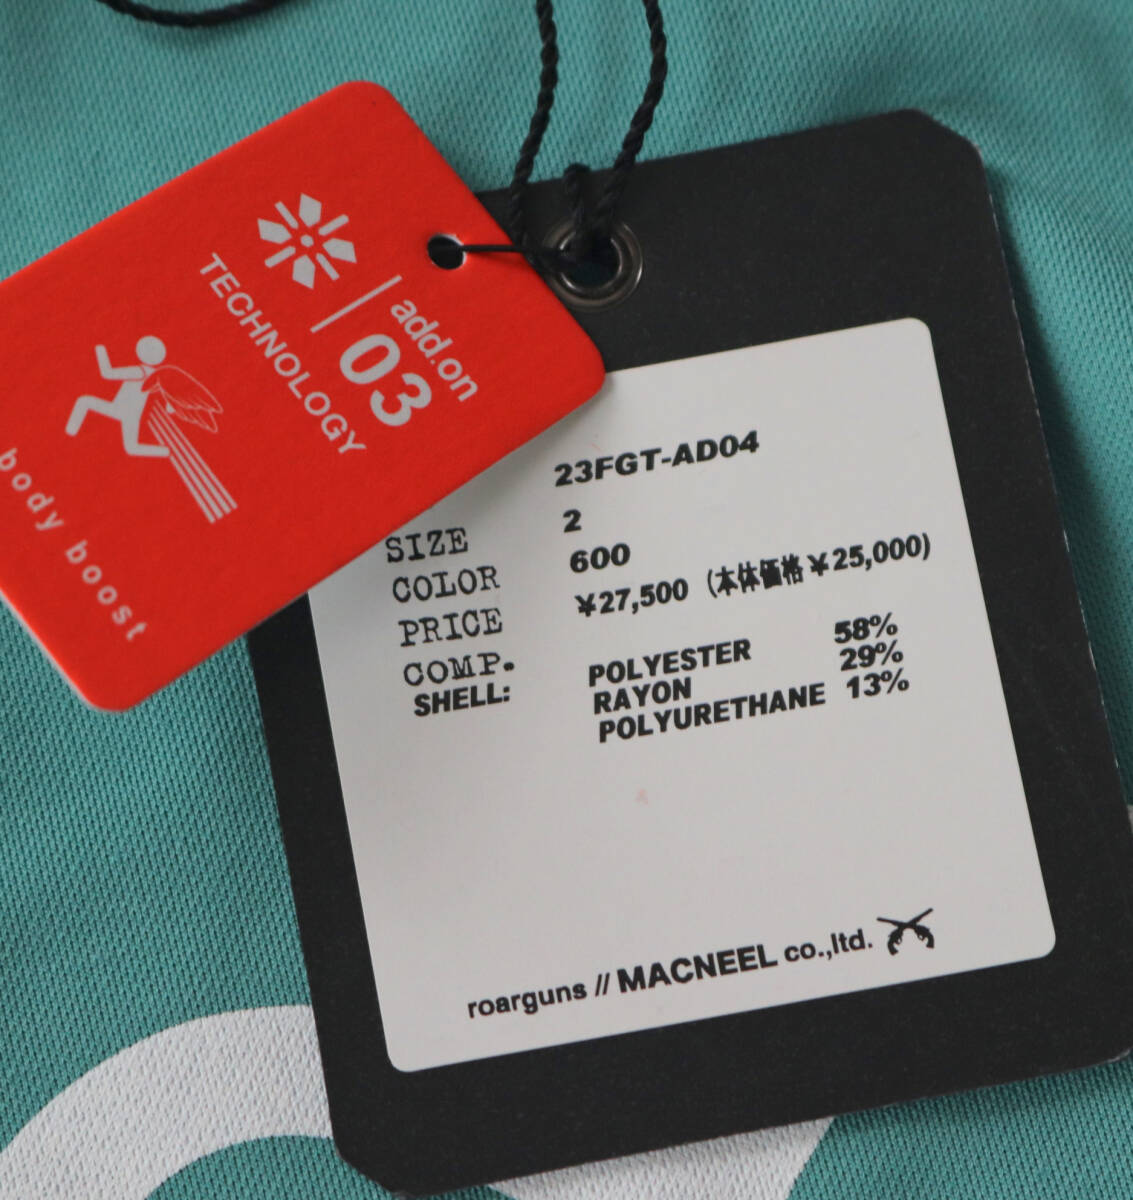 add.on
03
TECHNOLOGY
body boost
23FGT-AD04
SIZE 2
COLOR 600
PRICE ¥27,500 (本体価格 ¥25,000)
COMP.
SHELL: POLYESTER 58%
RAYON 29%
POLYURETHANE 13%
roarguns // MACNEEL co.,ltd.